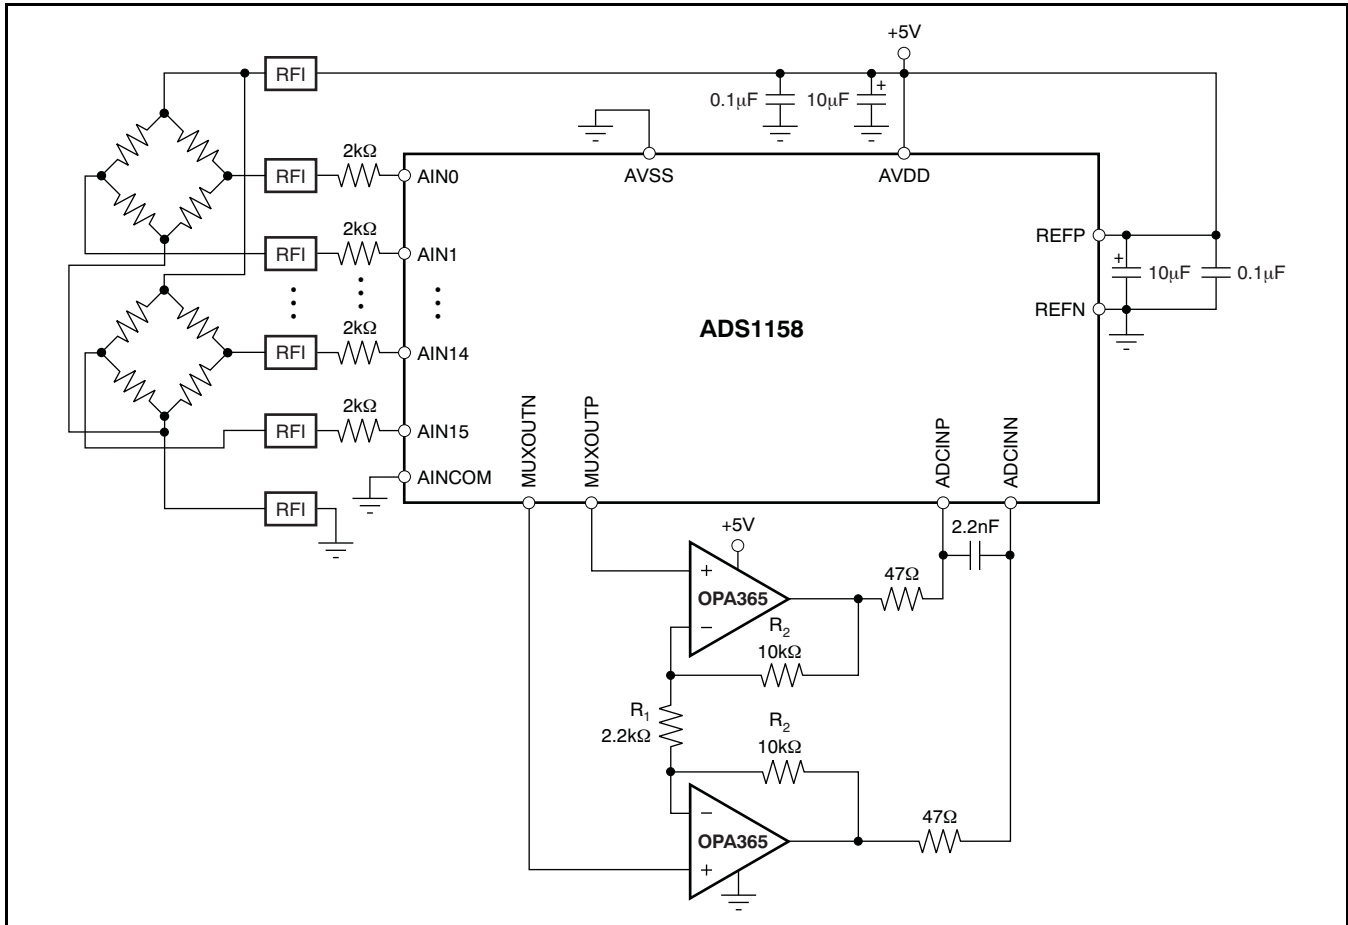 +5V
RFI
0.1µF
10µF
+
2kΩ
RFI
AIN0
AVSS
AVDD
2kΩ
RFI
AIN1
REFP
+
10µF
0.1µF
REFN
ADS1158
2kΩ
RFI
AIN14
2kΩ
RFI
AIN15
MUXOUTN
MUXOUTP
ADCINP
ADCINN
AINCOM
RFI
+5V
2.2nF
+
OPA365
−
47Ω
R2
10kΩ
R1
2.2kΩ
R2
10kΩ
−
OPA365
+
47Ω